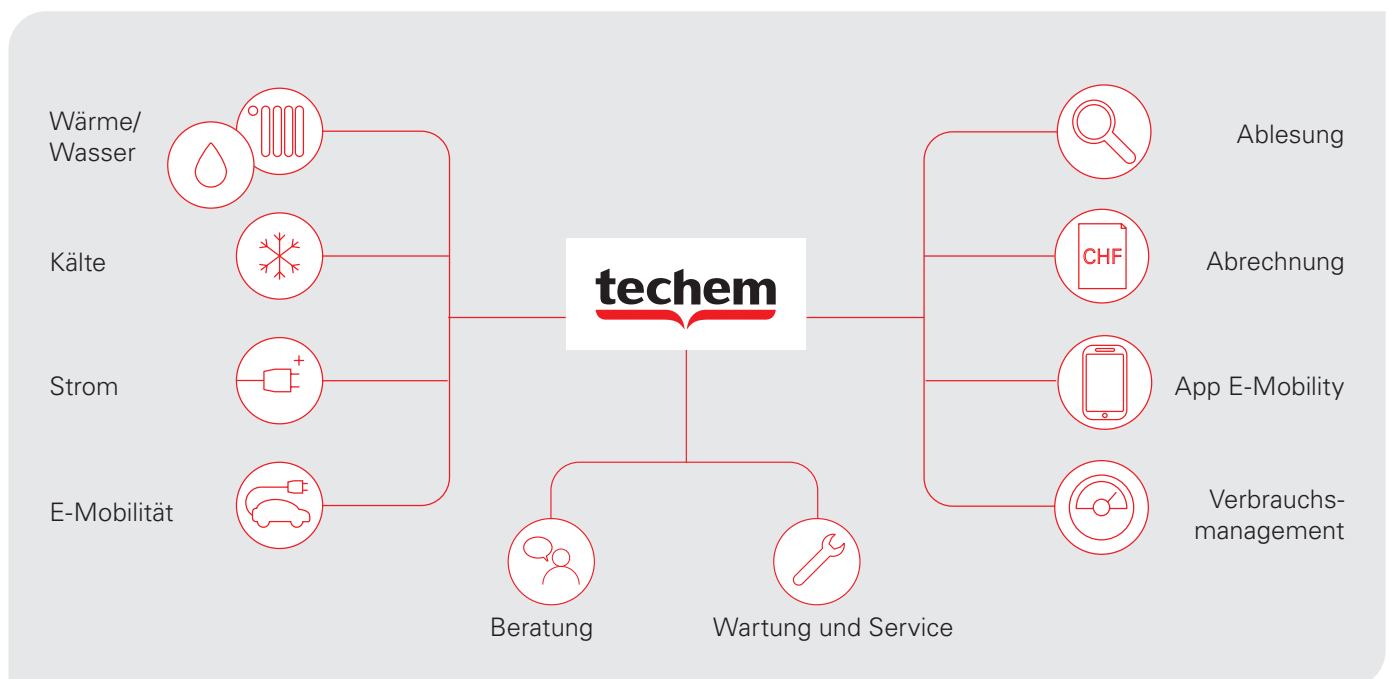 Wärme/
Wasser
Kälte
Strom
E-Mobilität
techem
Beratung
Wartung und Service
Ablesung
CHF
Abrechnung
App E-Mobility
Verbrauchs-
management